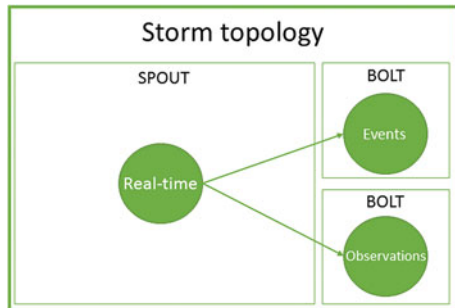 Storm topology
SPOUT
Real-time
BOLT
Events
BOLT
Observations